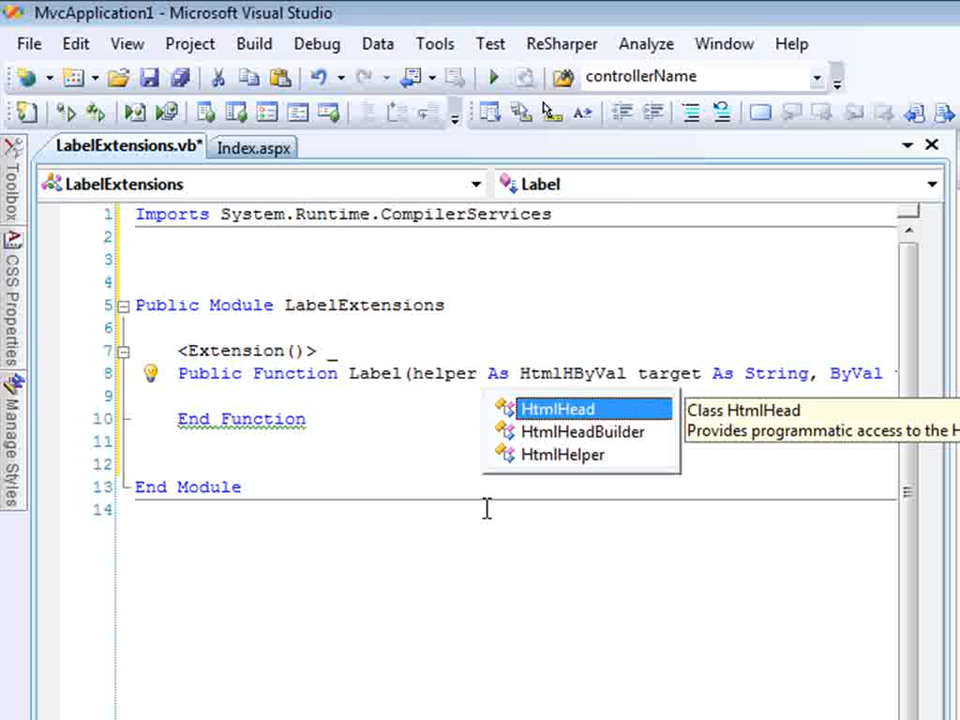 MvcApplication1 - Microsoft Visual Studio
File Edit View Project Build Debug Data Tools Test ReSharper Analyze Window Help
controllerName
LabelExtensions.vb* Index.aspx
LabelExtensions Label
Toolbox
CSS Properties
Manage Styles
1 Imports System.Runtime.CompilerServices
2
3
4
5 Public Module LabelExtensions
6
7 <Extension()> _
8 Public Function Label(helper As HtmlHByVal target As String, ByVal
9
10 End Function
11
12
13 End Module
14
HtmlHead
HtmlHeadBuilder
HtmlHelper
Class HtmlHead
Provides programmatic access to the H